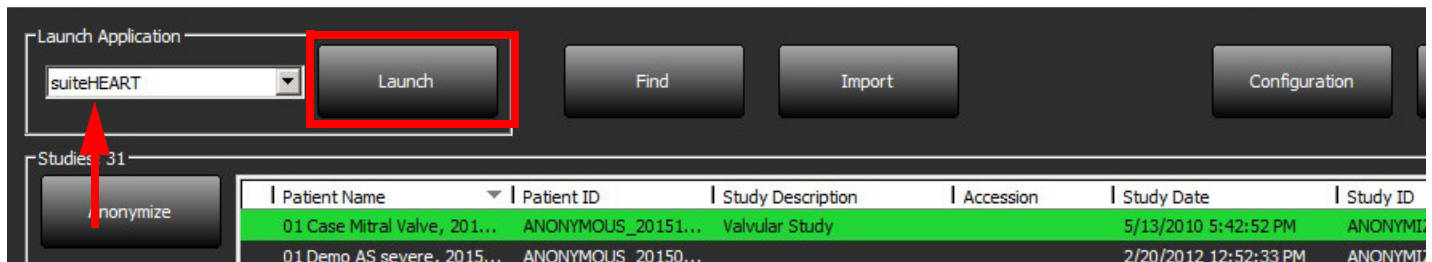 Launch Application
suiteHEART
Launch
Find
Import
Configuration
Studies: 31
Anonymize
Patient Name Patient ID Study Description Accession Study Date Study ID
01 Case Mitral Valve, 201... ANONYMOUS_20151... Valvular Study 5/13/2010 5:42:52 PM ANONYMIZ
01 Demo AS severe, 2015... ANONYMOUS_20150... 2/20/2012 12:52:33 PM ANONYMIZ